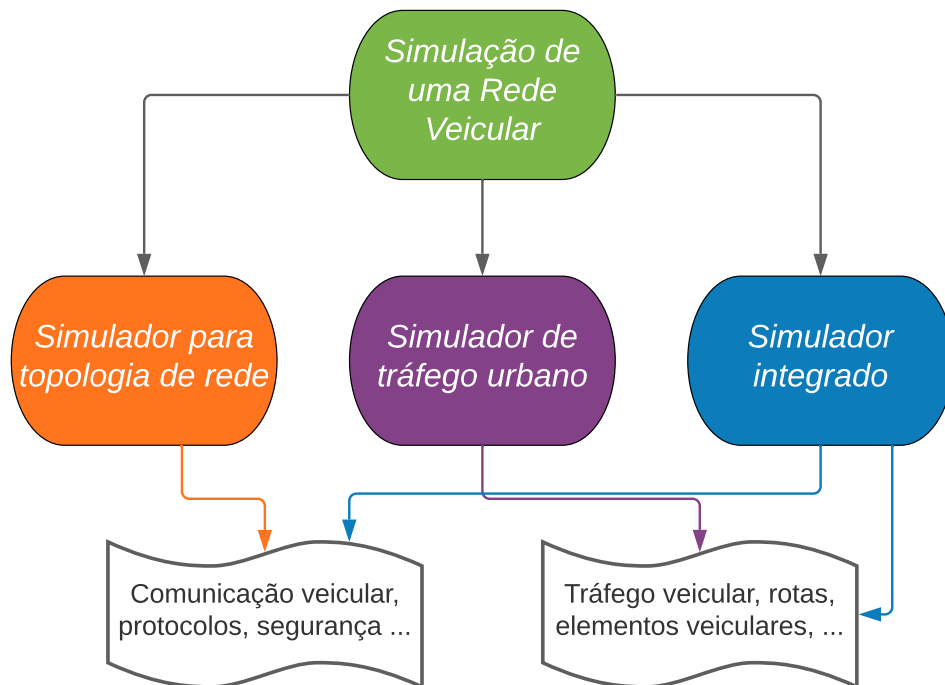 Simulação de
uma Rede
Veicular
Simulador para
topologia de rede
Simulador de
tráfego urbano
Simulador
integrado
Comunicação veicular,
protocolos, segurança ...
Tráfego veicular, rotas,
elementos veiculares, ...